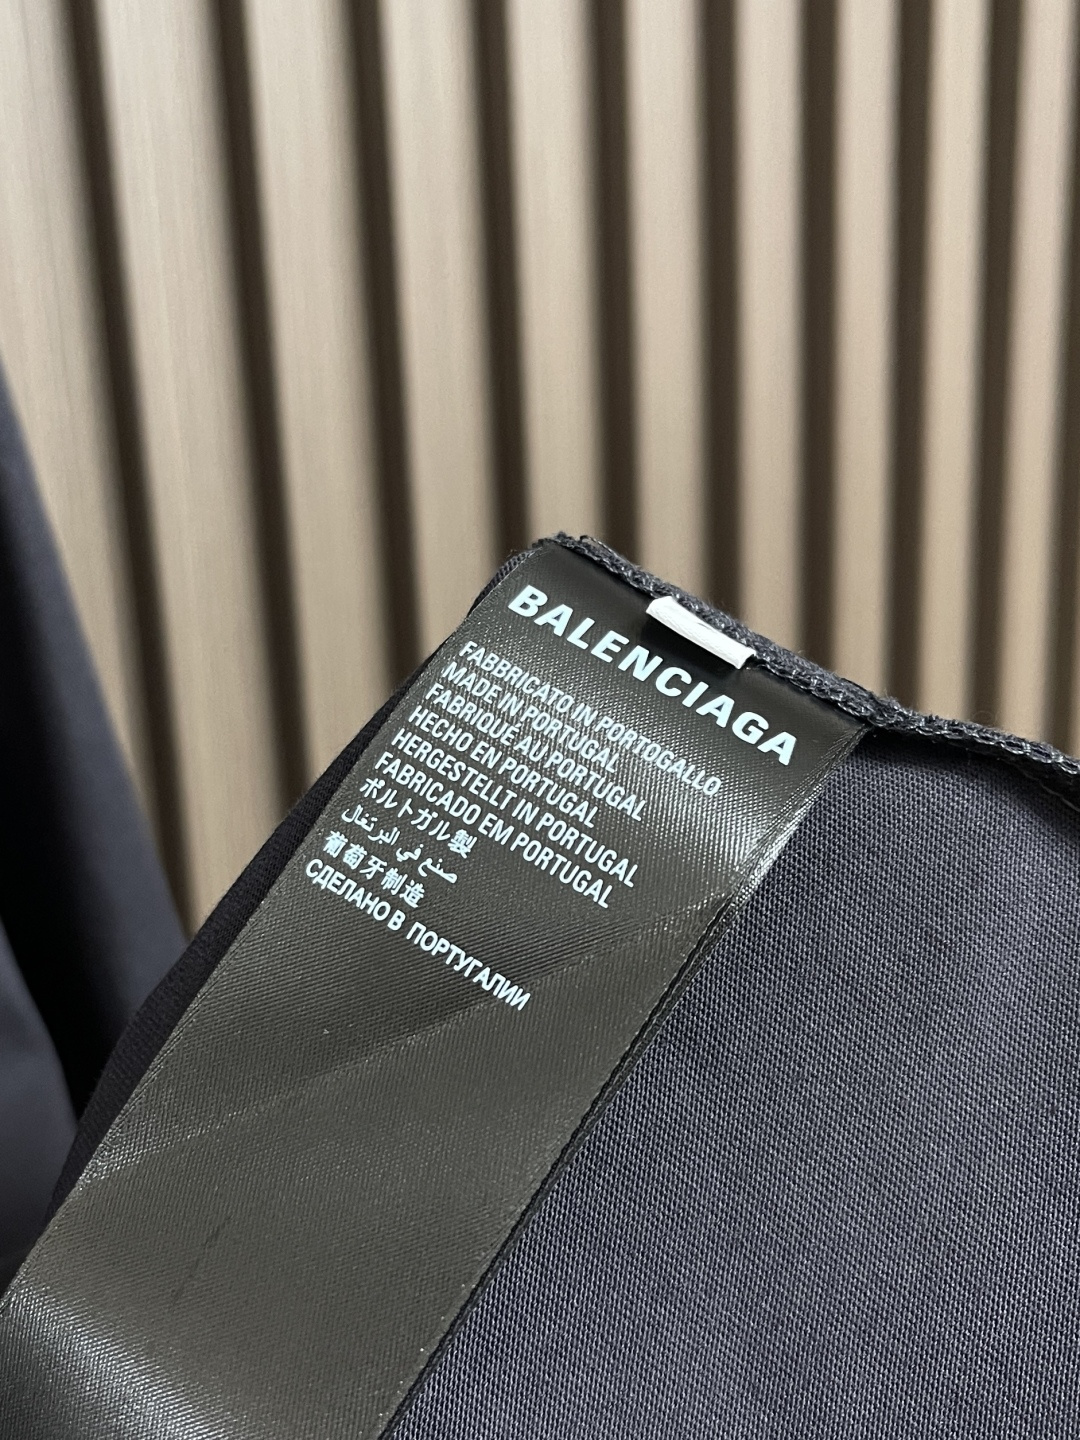 BALENCIAGA
FABBRICATO IN PORTOGALLO
MADE IN PORTUGAL
FABRIQUE AU PORTUGAL
HECHO EN PORTUGAL
HERGESTELLT IN PORTUGAL
FABRICADO EM PORTUGAL
ポルトガル製
صنع في البرتغال
葡萄牙制造
СДЕЛАНО В ПОРТУГАЛИИ